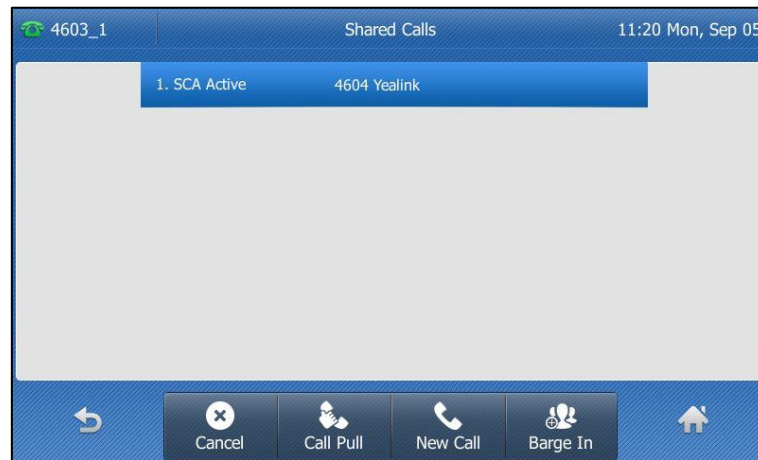 4603_1 Shared Calls 11:20 Mon, Sep 05
1. SCA Active 4604 Yealink
Cancel Call Pull New Call Barge In